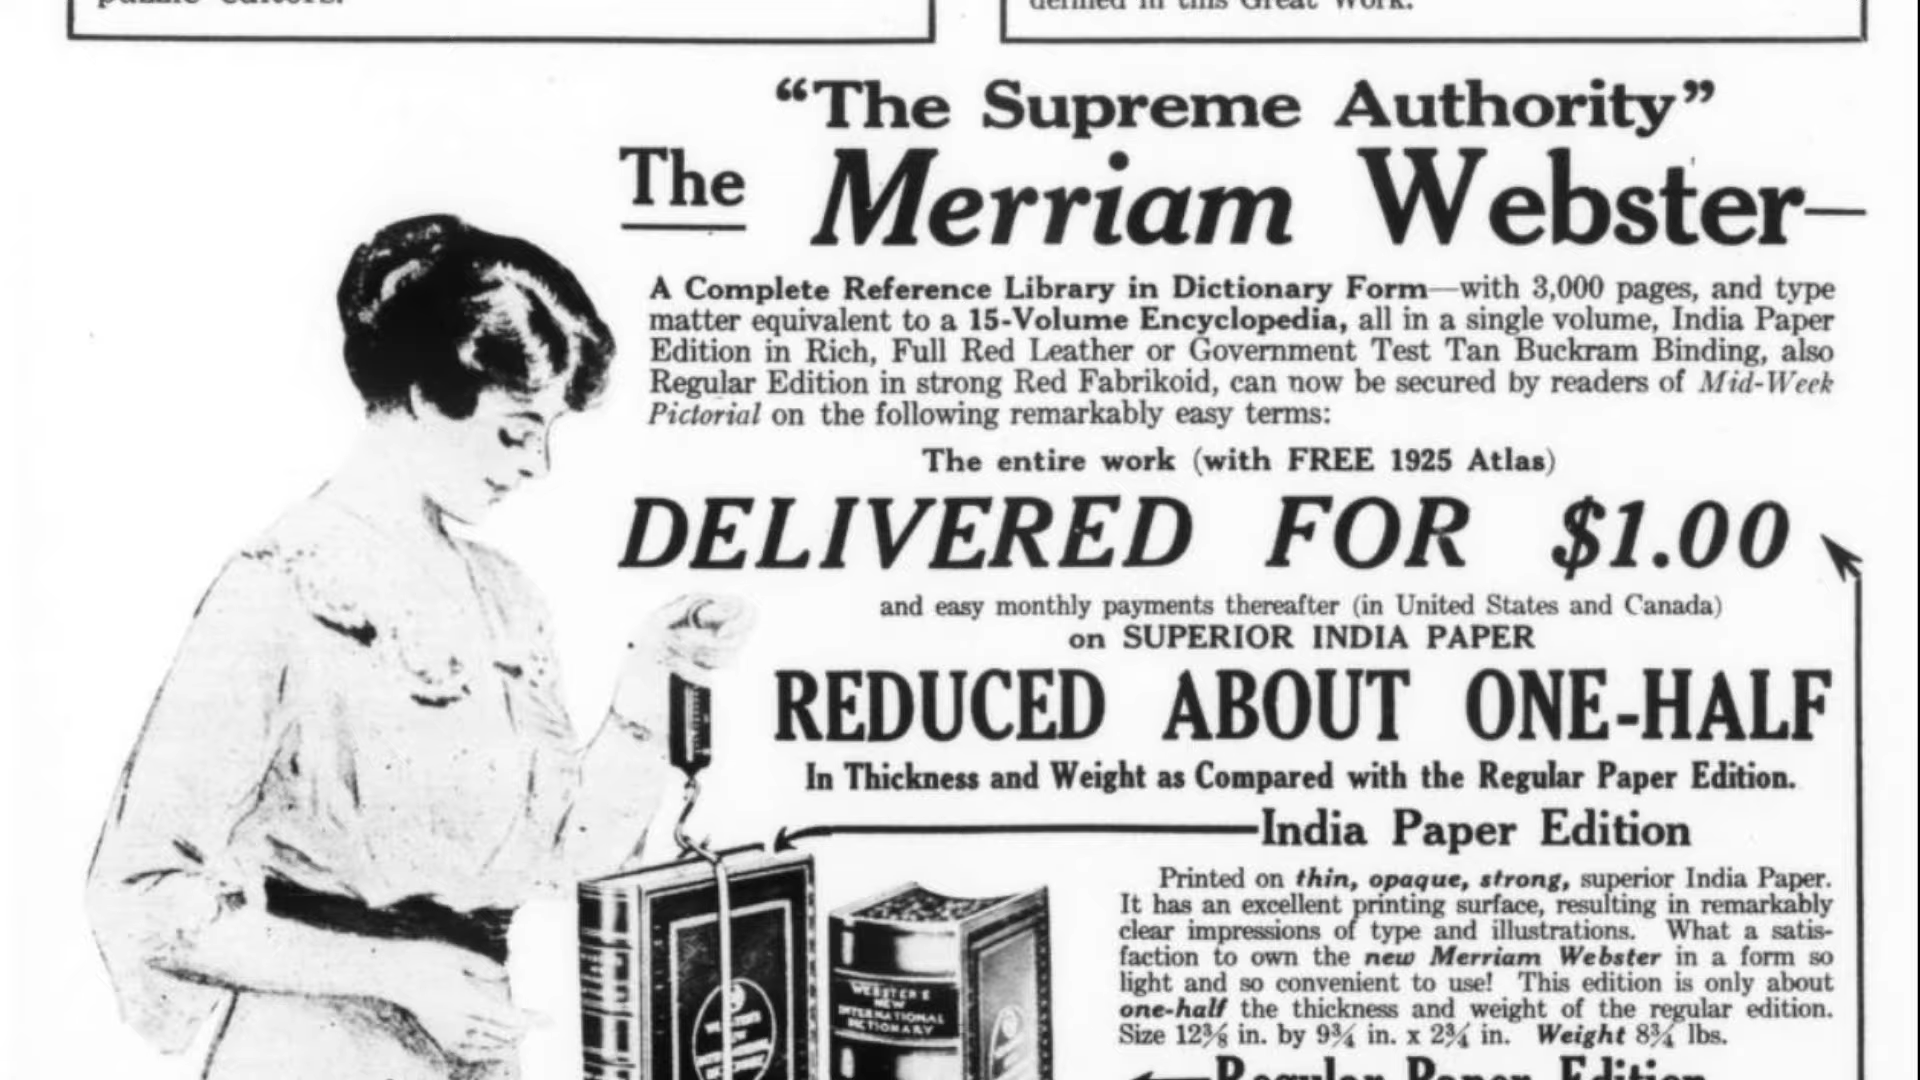 puzzle editors.
defined in this Great Work.
“The Supreme Authority”
The Merriam Webster—
A Complete Reference Library in Dictionary Form—with 3,000 pages, and type
matter equivalent to a 15-Volume Encyclopedia, all in a single volume, India Paper
Edition in Rich, Full Red Leather or Government Test Tan Buckram Binding, also
Regular Edition in strong Red Fabrikoid, can now be secured by readers of Mid-Week
Pictorial on the following remarkably easy terms:
The entire work (with FREE 1925 Atlas)
DELIVERED FOR $1.00
and easy monthly payments thereafter (in United States and Canada)
on SUPERIOR INDIA PAPER
REDUCED ABOUT ONE-HALF
In Thickness and Weight as Compared with the Regular Paper Edition.
India Paper Edition
Printed on thin, opaque, strong, superior India Paper.
It has an excellent printing surface, resulting in remarkably
clear impressions of type and illustrations. What a satis-
faction to own the new Merriam Webster in a form so
light and so convenient to use! This edition is only about
one-half the thickness and weight of the regular edition.
Size 12⅜ in. by 9¾ in. x 2¾ in. Weight 8¾ lbs.
Regular Paper Edition
WEBSTER'S
NEW
INTERNATIONAL
DICTIONARY